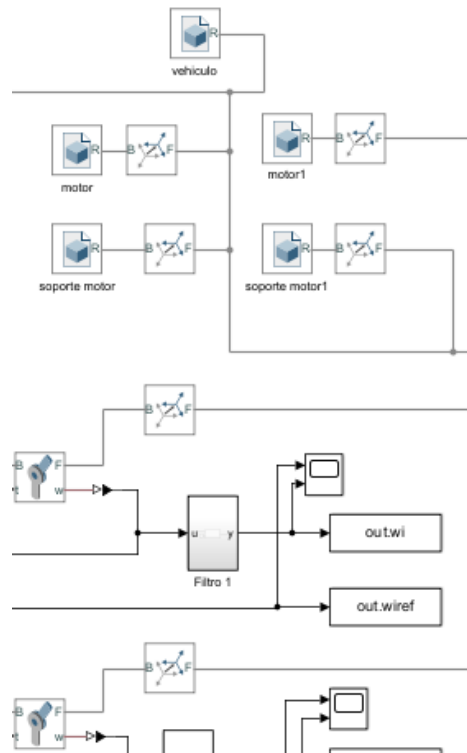 R
vehiculo
R B F
motor
R B F
motor1
R B F
soporte motor
R B F
soporte motor1
B F
B F
t w
u y
Filtro 1
out.wi
out.wiref
B F
B F
t w